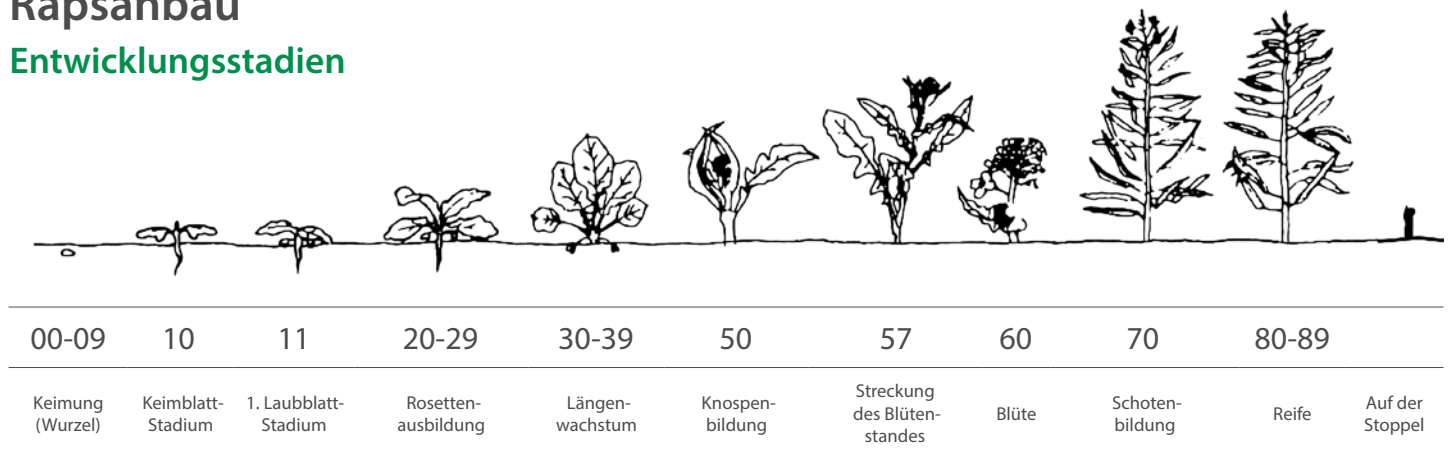 Rapsanbau
Entwicklungsstadien
00-09 10 11 20-29 30-39 50 57 60 70 80-89
Keimung
(Wurzel)
Keimblatt-
Stadium
1. Laubblatt-
Stadium
Rosetten-
ausbildung
Längen-
wachstum
Knospen-
bildung
Streckung
des Blüten-
standes
Blüte
Schoten-
bildung
Reife
Auf der
Stoppel